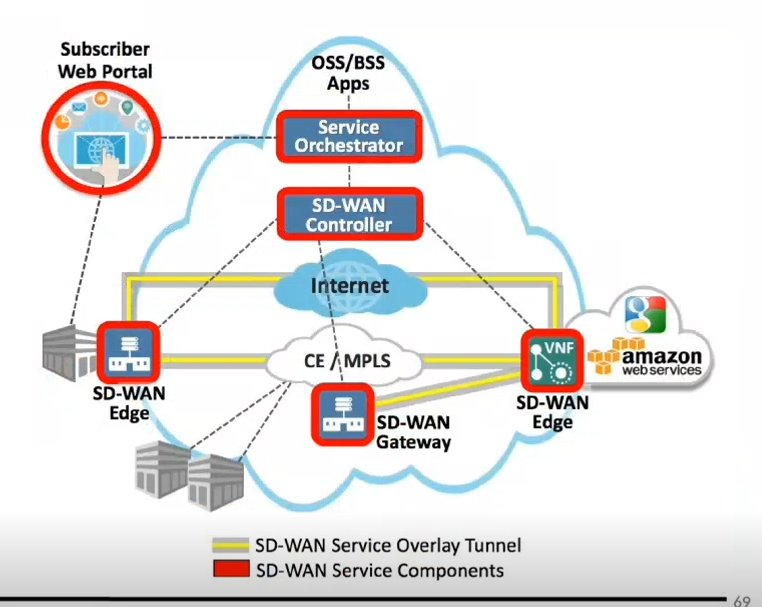 Subscriber
Web Portal
OSS/BSS
Apps
Service
Orchestrator
SD-WAN
Controller
Internet
CE / MPLS
VNF
amazon
web services
SD-WAN
Edge
SD-WAN
Gateway
SD-WAN
Edge
SD-WAN Service Overlay Tunnel
SD-WAN Service Components
69